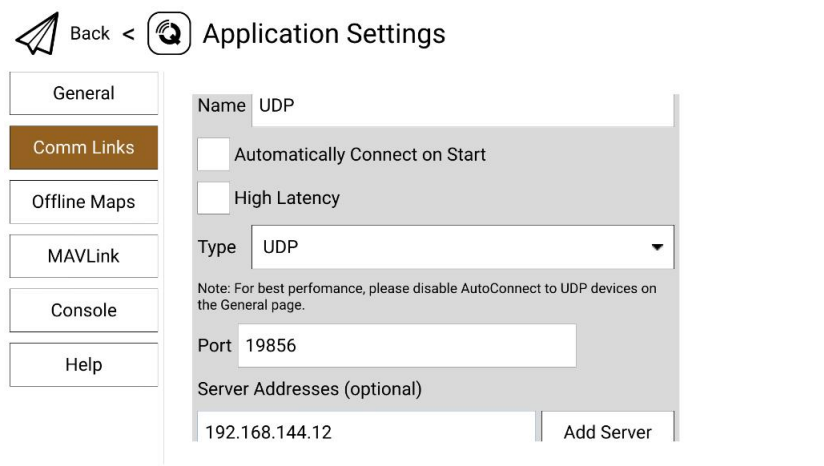 Back < Application Settings
General
Comm Links
Offline Maps
MAVLink
Console
Help
Name UDP
Automatically Connect on Start
High Latency
Type UDP
Note: For best perfomance, please disable AutoConnect to UDP devices on
the General page.
Port 19856
Server Addresses (optional)
192.168.144.12 Add Server